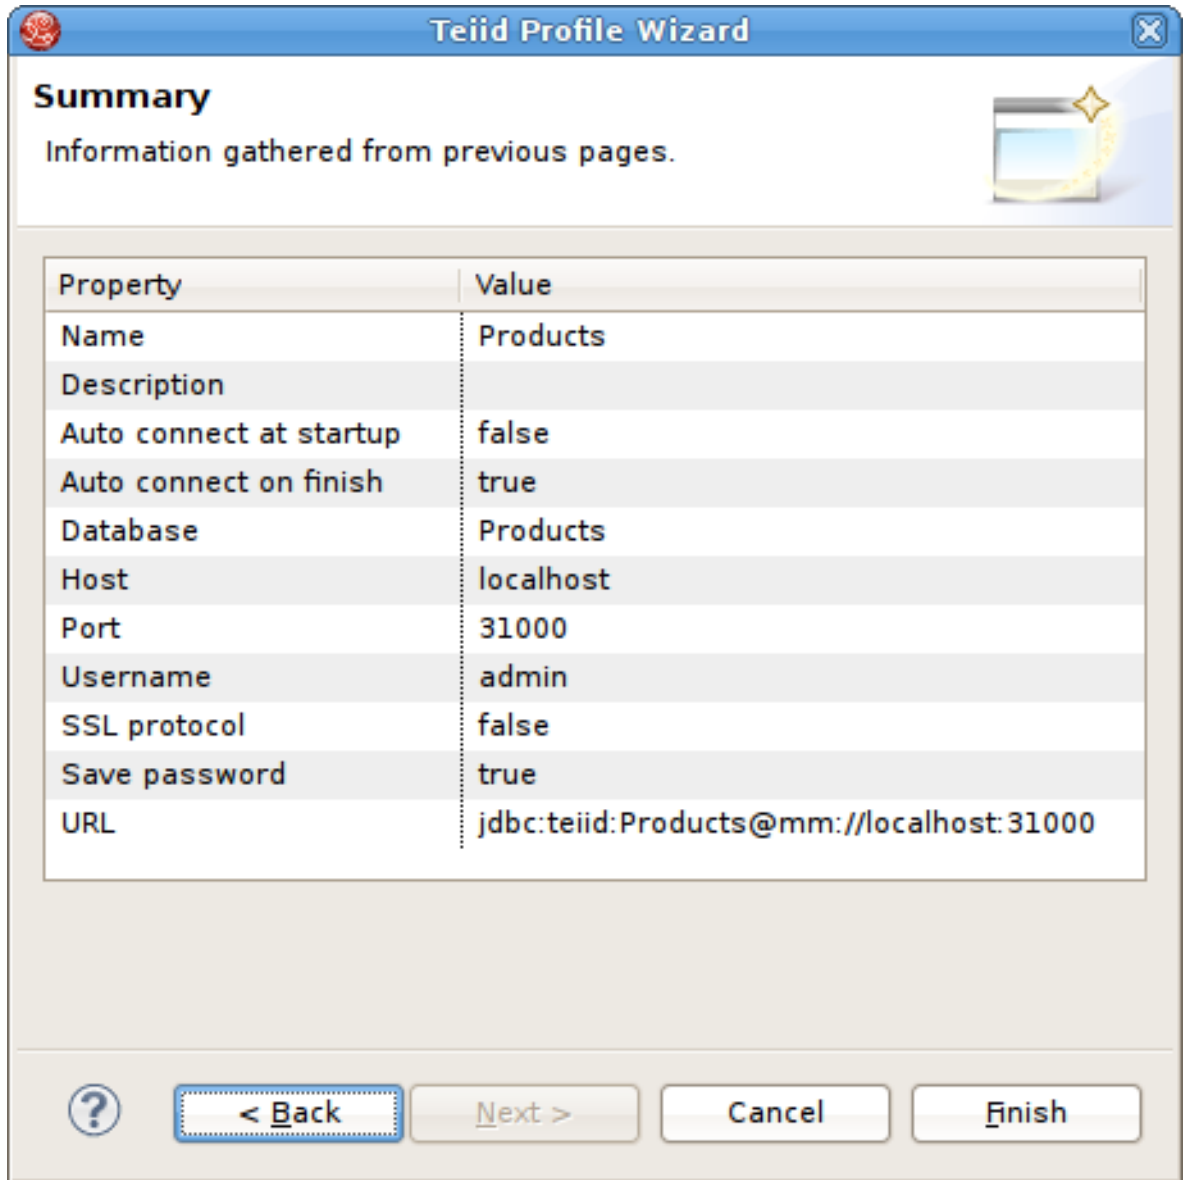 Teiid Profile Wizard
Summary
Information gathered from previous pages.
Property Value
Name Products
Description
Auto connect at startup false
Auto connect on finish true
Database Products
Host localhost
Port 31000
Username admin
SSL protocol false
Save password true
URL jdbc:teiid:Products@mm://localhost:31000
? < Back Next > Cancel Finish